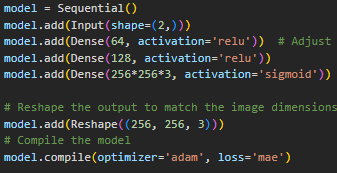 model = Sequential()
model.add(Input(shape=(2,)))
model.add(Dense(64, activation='relu'))  # Adjust
model.add(Dense(128, activation='relu'))
model.add(Dense(256*256*3, activation='sigmoid'))

# Reshape the output to match the image dimensions
model.add(Reshape((256, 256, 3)))
# Compile the model
model.compile(optimizer='adam', loss='mae')